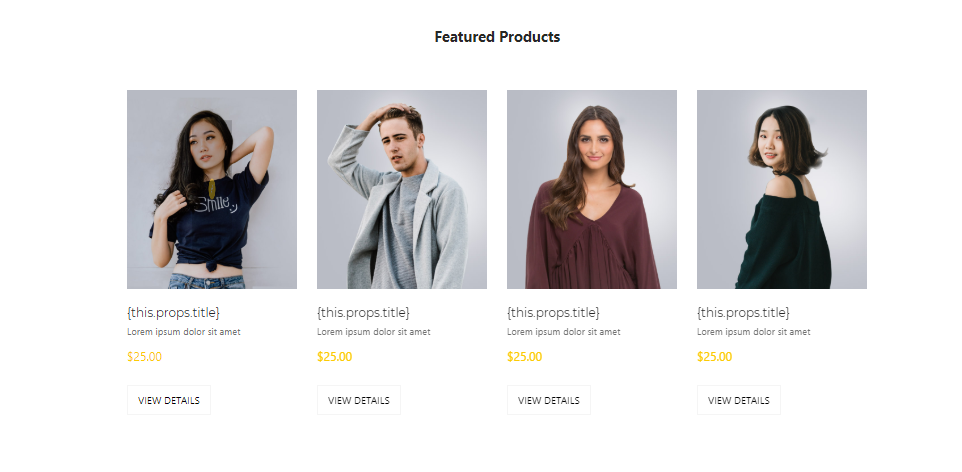 Featured Products
Smile
{this.props.title}
Lorem ipsum dolor sit amet
$25.00
VIEW DETAILS
{this.props.title}
Lorem ipsum dolor sit amet
$25.00
VIEW DETAILS
{this.props.title}
Lorem ipsum dolor sit amet
$25.00
VIEW DETAILS
{this.props.title}
Lorem ipsum dolor sit amet
$25.00
VIEW DETAILS